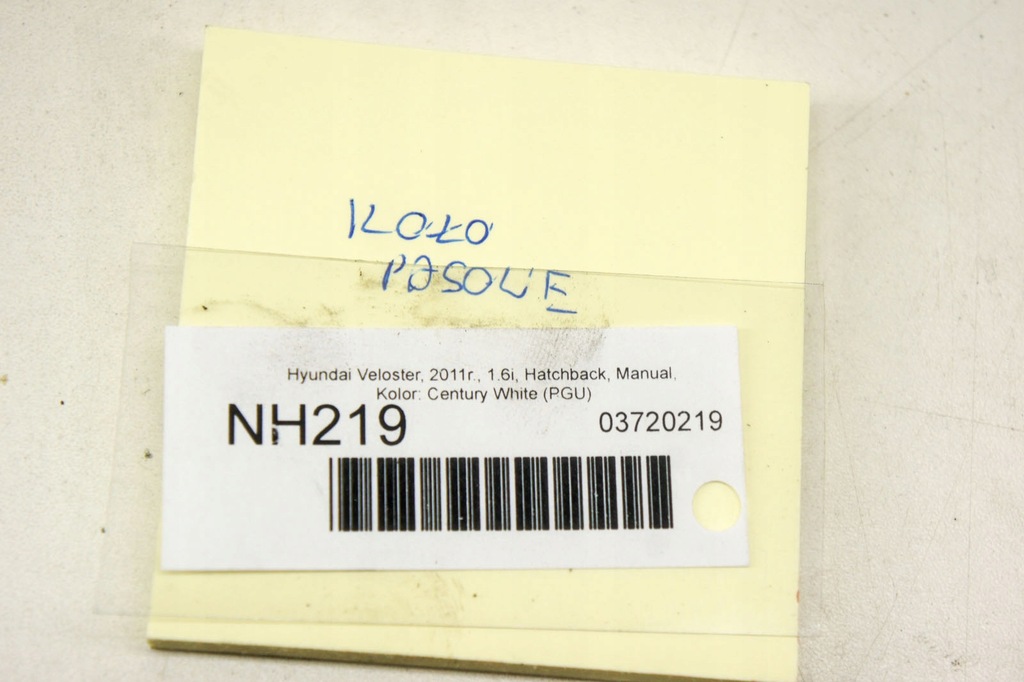 KOŁO
PASOWE
Hyundai Veloster, 2011r., 1.6i, Hatchback, Manual,
Kolor: Century White (PGU)
NH219
03720219